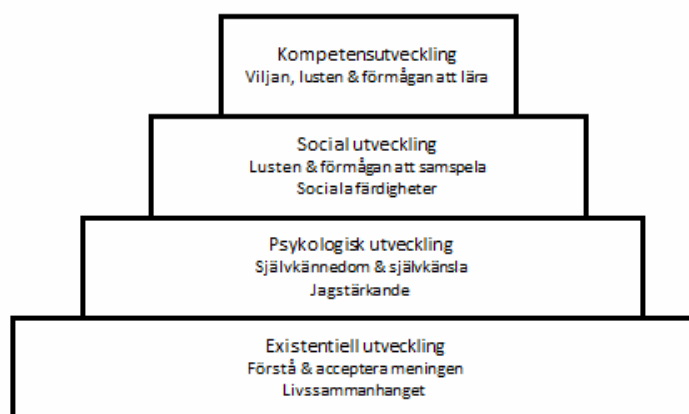 Kompetensutveckling
Viljan, lusten & förmågan att lära
Social utveckling
Lusten & förmågan att samspela
Sociala färdigheter
Psykologisk utveckling
Självkännedom & självkänsla
Jagstärkande
Existentiell utveckling
Förstå & acceptera meningen
Livssammanhanget